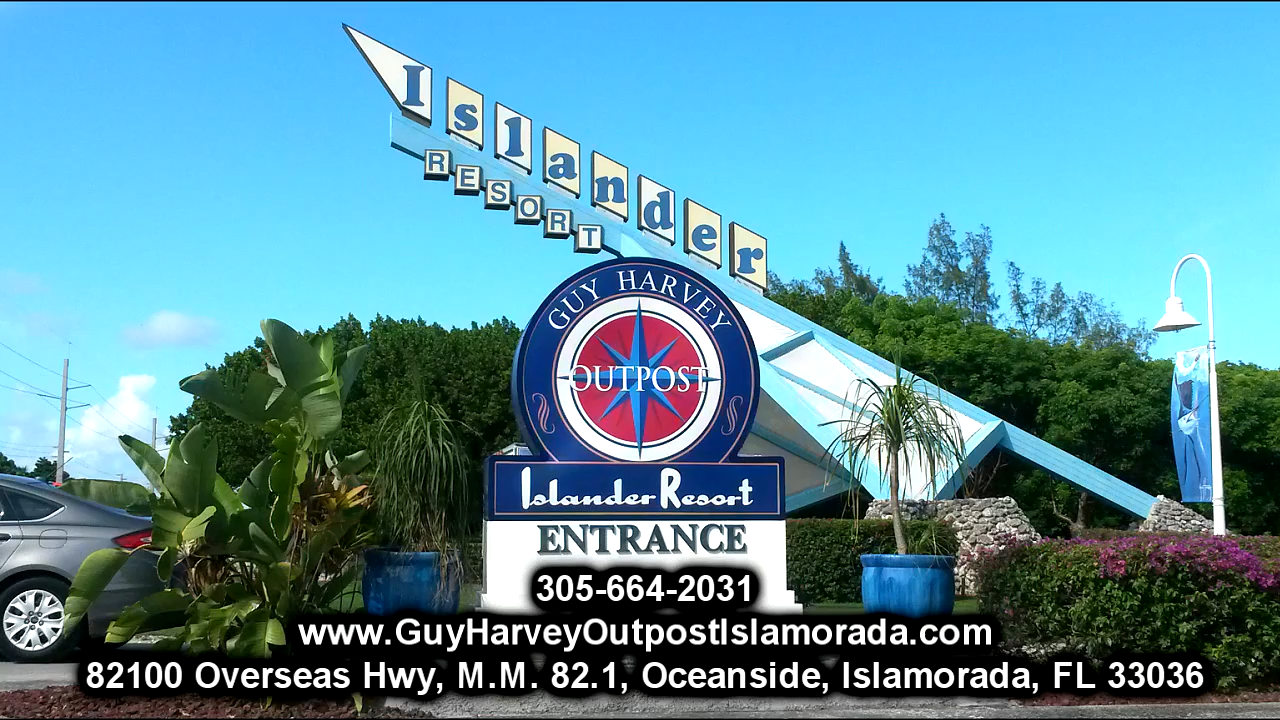 Islander
RESORT
GUY HARVEY
OUTPOST
Islander Resort
ENTRANCE
305-664-2031
www.GuyHarveyOutpostIslamorada.com
82100 Overseas Hwy, M.M. 82.1, Oceanside, Islamorada, FL 33036